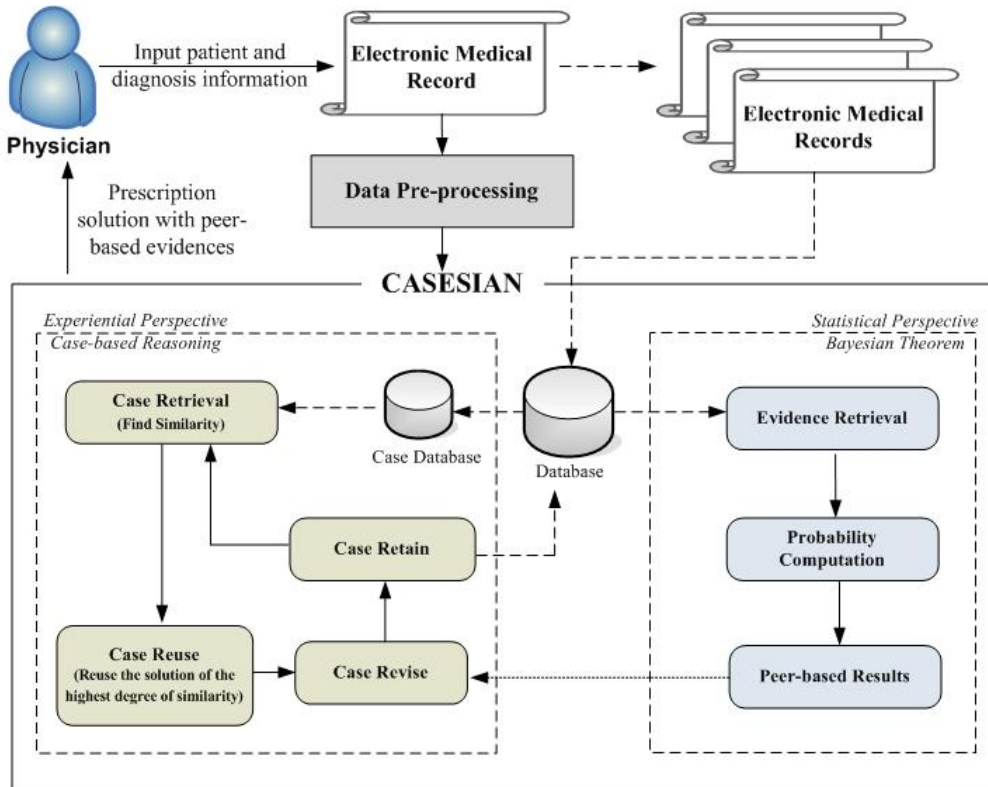 Input patient and
diagnosis information
Electronic Medical
Record
Electronic Medical
Records
Physician
Prescription
solution with peer-
based evidences
Data Pre-processing
CASESIAN
Experiential Perspective
Case-based Reasoning
Statistical Perspective
Bayesian Theorem
Case Retrieval
(Find Similarity)
Case Database
Database
Evidence Retrieval
Case Retain
Probability
Computation
Case Reuse
(Reuse the solution of the
highest degree of similarity)
Case Revise
Peer-based Results